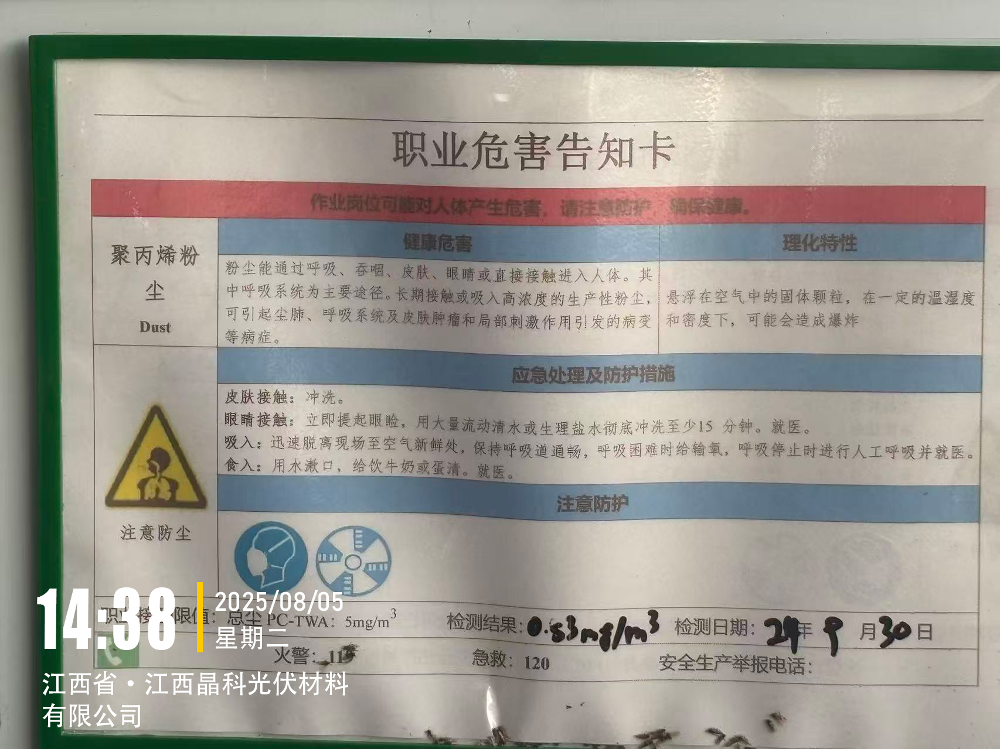 职业危害告知卡
作业岗位可能对人体产生危害，请注意防护，确保健康。
聚丙烯粉
尘
Dust
健康危害
粉尘能通过呼吸、吞咽、皮肤、眼睛或直接接触进入人体。其
中呼吸系统为主要途径。长期接触或吸入高浓度的生产性粉尘，
可引起尘肺、呼吸系统及皮肤肿瘤和局部刺激作用引发的病变
等病症。
理化特性
悬浮在空气中的固体颗粒，在一定的温湿度
和密度下，可能会造成爆炸
注意防尘
应急处理及防护措施
皮肤接触：冲洗。
眼睛接触：立即提起眼睑，用大量流动清水或生理盐水彻底冲洗至少15 分钟。就医。
吸入：迅速脱离现场至空气新鲜处，保持呼吸道通畅，呼吸困难时给输氧，呼吸停止时进行人工呼吸并就医。
食入：用水漱口，给饮牛奶或蛋清。就医。
注意防护
职业接 限值：总尘 PC-TWA：5mg/m³ 检测结果：0.53mg/m³ 检测日期：24年 9 月30日
火警：11 急救：120 安全生产举报电话：
14:38
2025/08/05
星期二
江西省·江西晶科光伏材料
有限公司